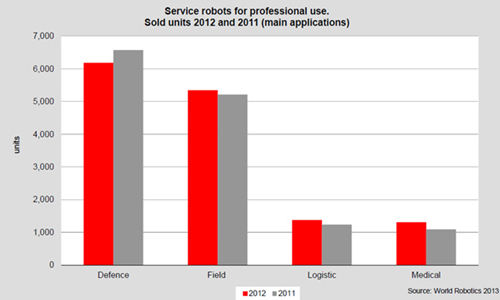 Service robots for professional use.
Sold units 2012 and 2011 (main applications)
7,000
6,000
5,000
4,000
3,000
2,000
1,000
0
units
Defence
Field
Logistic
Medical
Source: World Robotics 2013
2012 2011